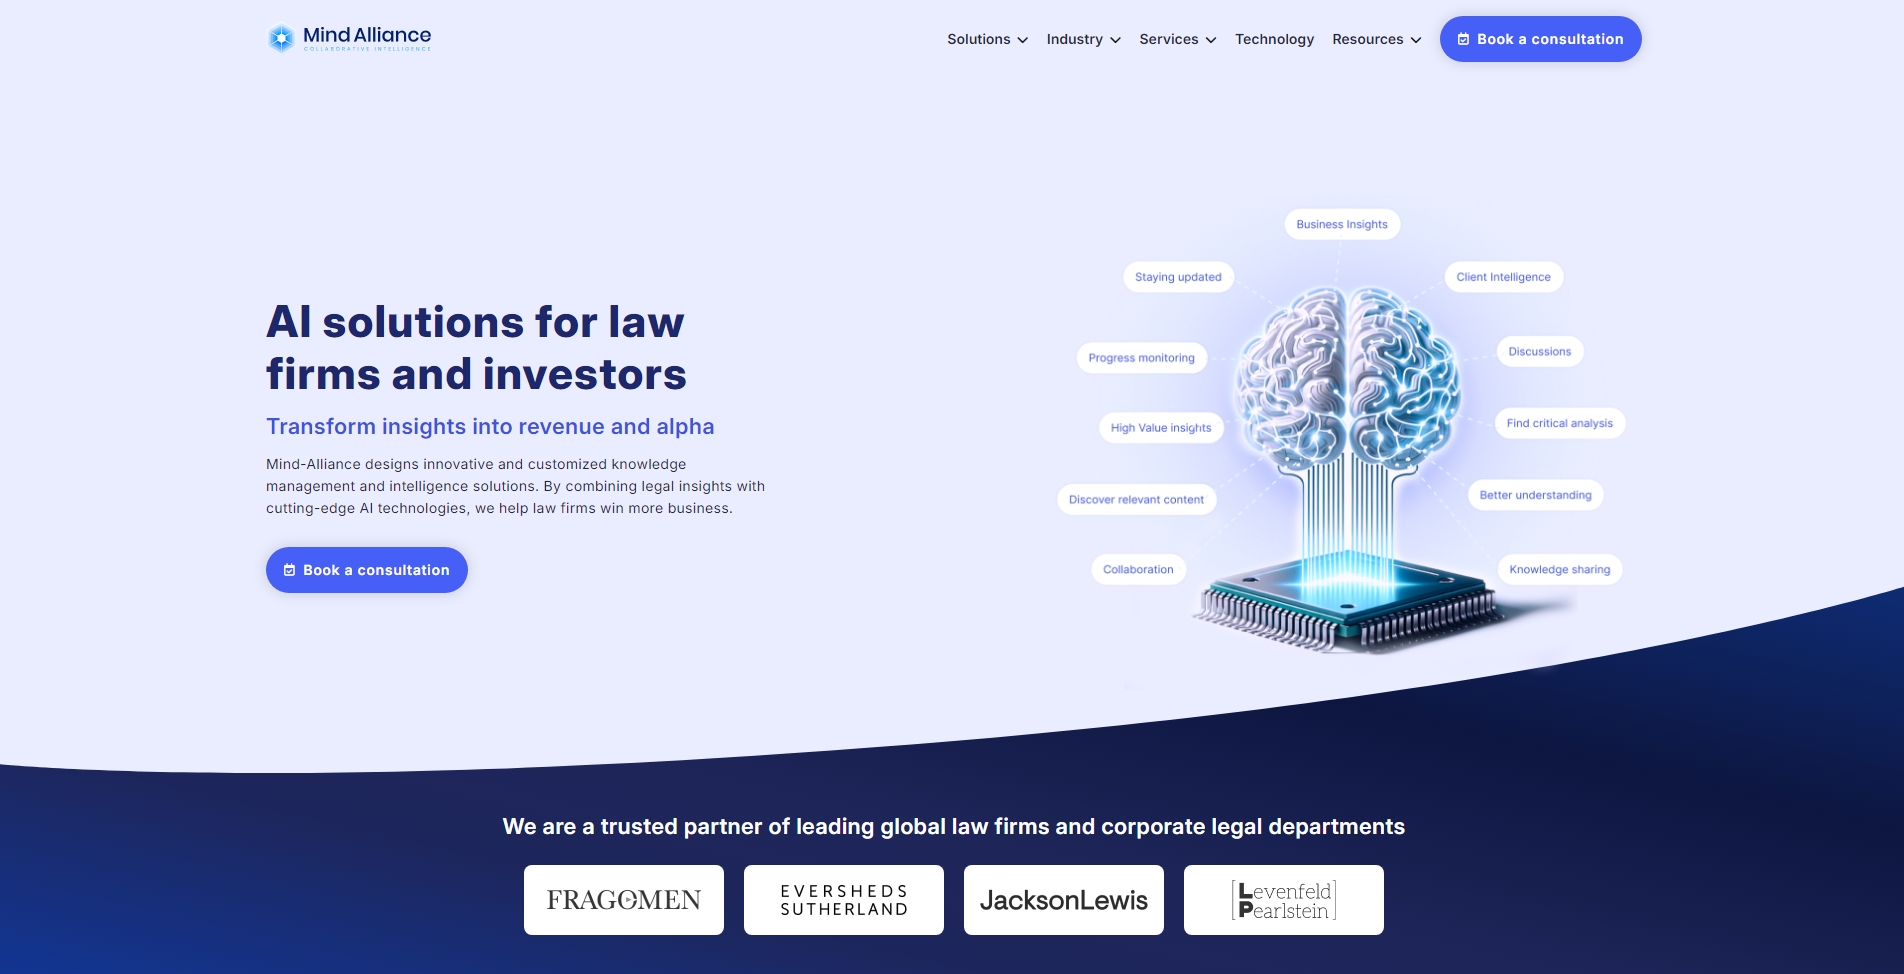 Mind Alliance
COLLABORATIVE INTELLIGENCE
Solutions
Industry
Services
Technology
Resources
Book a consultation
AI solutions for law
firms and investors
Transform insights into revenue and alpha
Mind-Alliance designs innovative and customized knowledge
management and intelligence solutions. By combining legal insights with
cutting-edge AI technologies, we help law firms win more business.
Book a consultation
Business Insights
Staying updated
Client Intelligence
Progress monitoring
Discussions
High Value insights
Find critical analysis
Discover relevant content
Better understanding
Collaboration
Knowledge sharing
We are a trusted partner of leading global law firms and corporate legal departments
FRAGOMEN
EVERSHEDS
SUTHERLAND
JacksonLewis
Levenfeld
Pearlstein